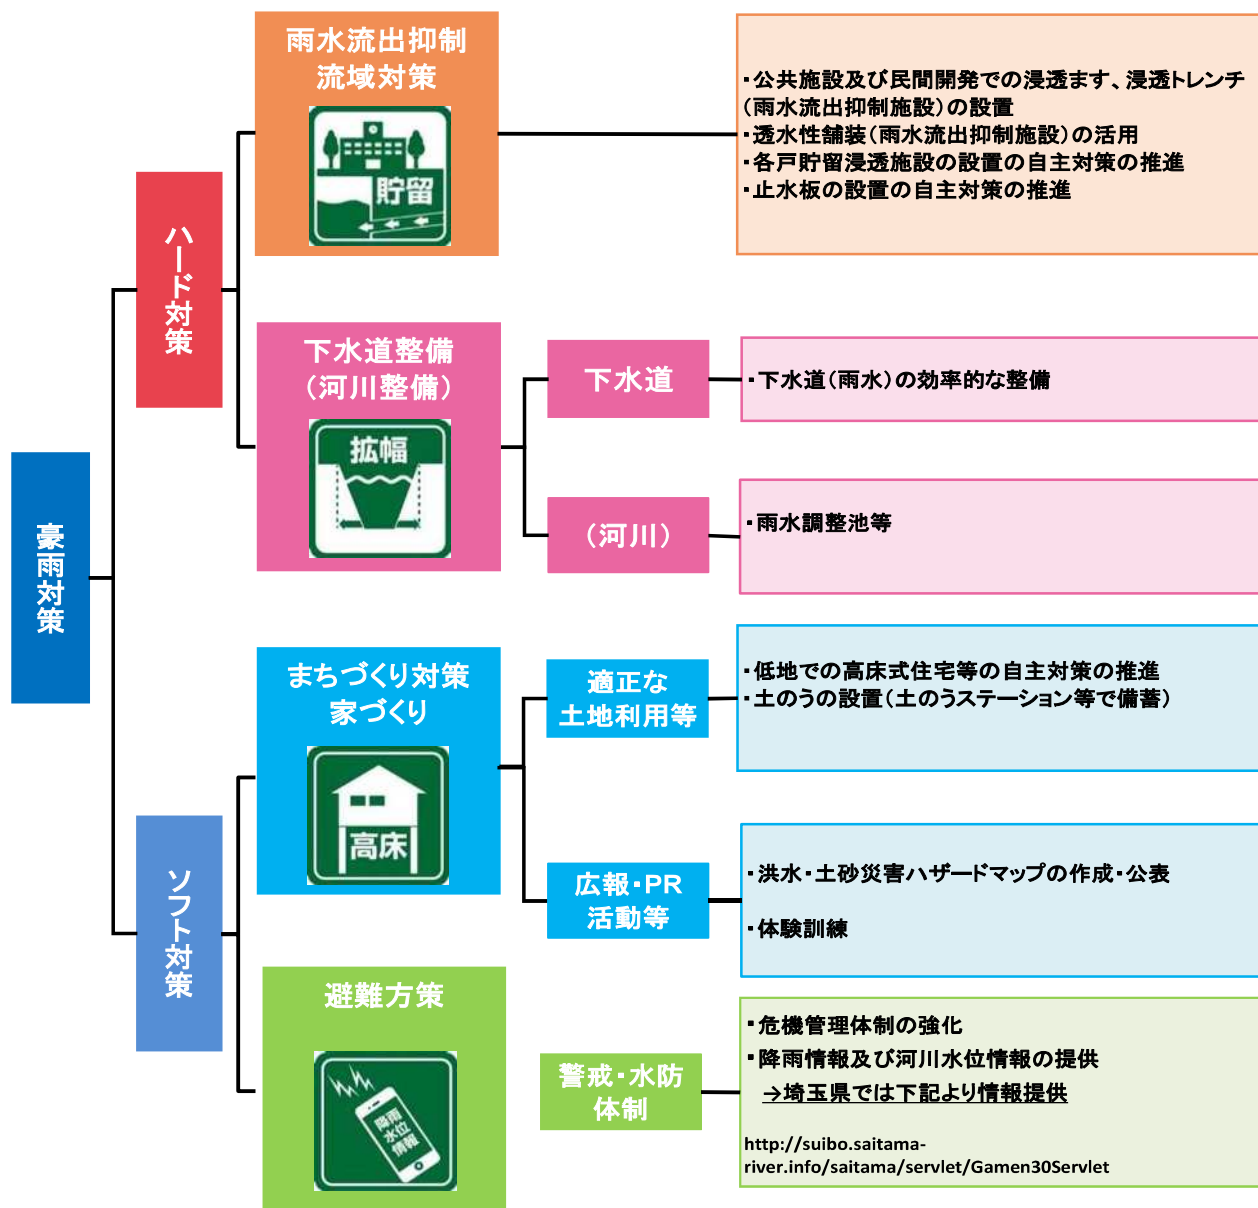 豪雨対策
ハード対策
雨水流出抑制
流域対策
貯留
・公共施設及び民間開発での浸透ます、浸透トレンチ
(雨水流出抑制施設)の設置
・透水性舗装(雨水流出抑制施設)の活用
・各戸貯留浸透施設の設置の自主対策の推進
・止水板の設置の自主対策の推進
下水道整備
(河川整備)
拡幅
下水道
・下水道(雨水)の効率的な整備
(河川)
・雨水調整池等
ソフト対策
まちづくり対策
家づくり
高床
適正な
土地利用等
・低地での高床式住宅等の自主対策の推進
・土のうの設置(土のうステーション等で備蓄)
広報・PR
活動等
・洪水・土砂災害ハザードマップの作成・公表
・体験訓練
避難方策
降雨
水位
情報
警戒・水防
体制
・危機管理体制の強化
・降雨情報及び河川水位情報の提供
→埼玉県では下記より情報提供
http://suibo.saitama-
river.info/saitama/servlet/Gamen30Servlet